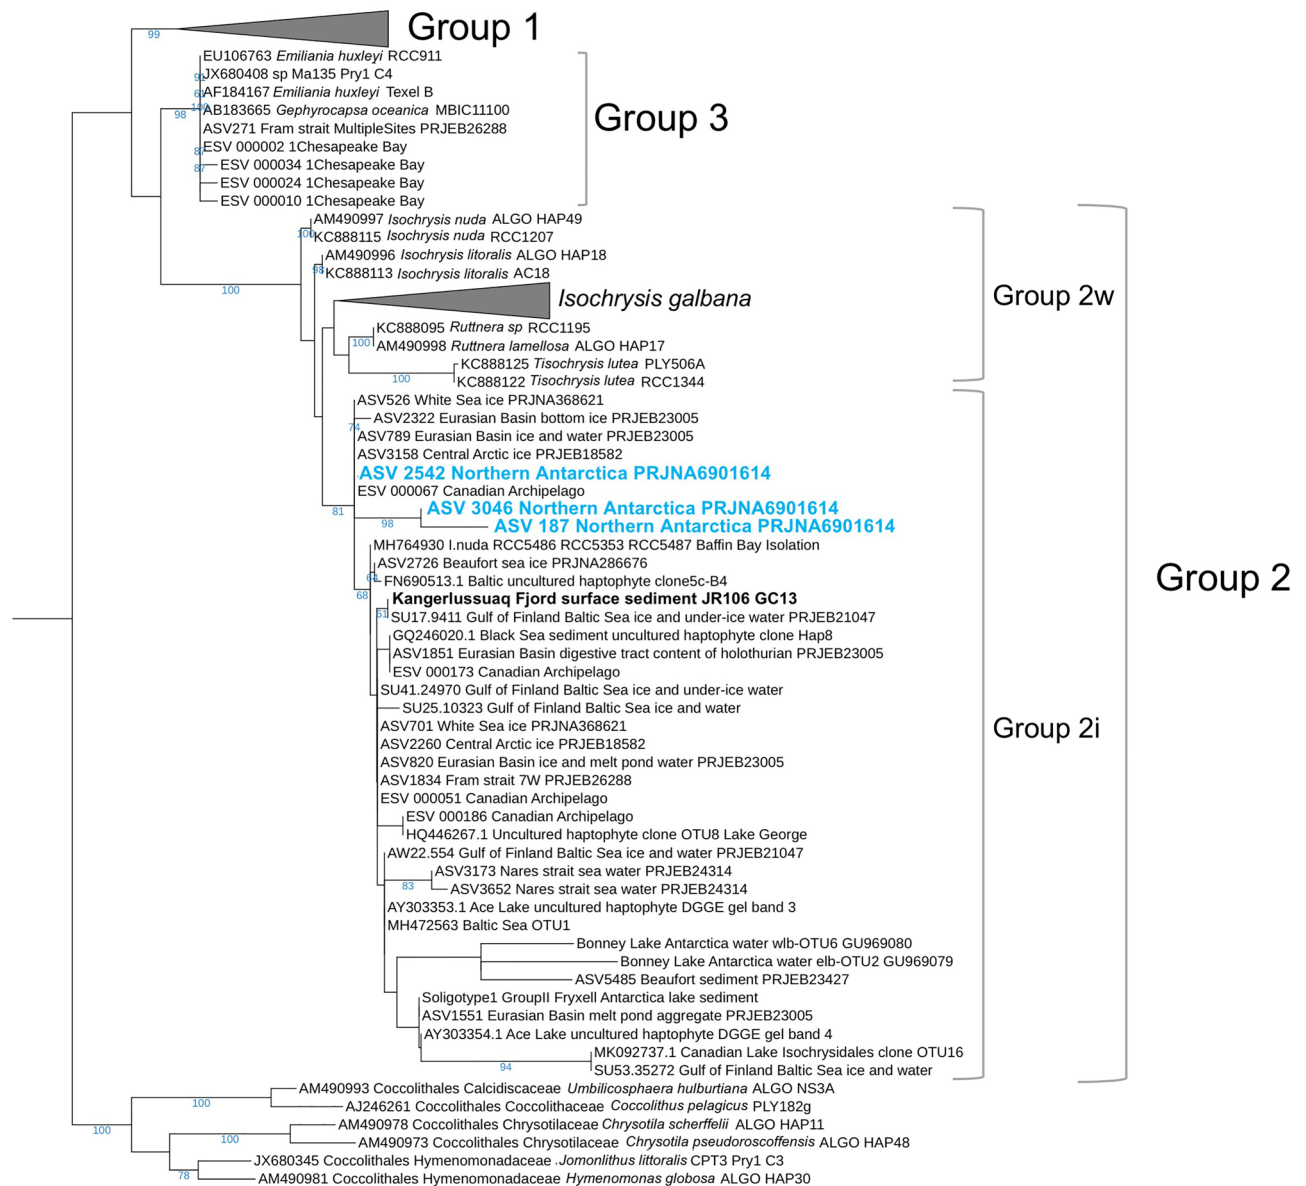 Group 1
99
EU106763 Emiliania huxleyi RCC911
JX680408 sp Ma135 Pry1 C4
AF184167 Emiliania huxleyi Texel B
AB183665 Gephyrocapsa oceanica MBIC11100
98
ASV271 Fram strait MultipleSites PRJEB26288
ESV 000002 1Chesapeake Bay
ESV 000034 1Chesapeake Bay
87
ESV 000024 1Chesapeake Bay
ESV 000010 1Chesapeake Bay
Group 3
AM490997 Isochrysis nuda ALGO HAP49
100
KC888115 Isochrysis nuda RCC1207
AM490996 Isochrysis litoralis ALGO HAP18
98
KC888113 Isochrysis litoralis AC18
100
Isochrysis galbana
Group 2w
KC888095 Ruttnera sp RCC1195
100
AM490998 Ruttnera lamellosa ALGO HAP17
KC888125 Tisochrysis lutea PLY506A
100
KC888122 Tisochrysis lutea RCC1344
ASV526 White Sea ice PRJNA368621
ASV2322 Eurasian Basin bottom ice PRJEB23005
74
ASV789 Eurasian Basin ice and water PRJEB23005
ASV3158 Central Arctic ice PRJEB18582
ASV 2542 Northern Antarctica PRJNA6901614
ESV 000067 Canadian Archipelago
81
ASV 3046 Northern Antarctica PRJNA6901614
98
ASV 187 Northern Antarctica PRJNA6901614
MH764930 I.nuda RCC5486 RCC5353 RCC5487 Baffin Bay Isolation
ASV2726 Beaufort sea ice PRJNA286676
64
FN690513.1 Baltic uncultured haptophyte clone5c-B4
68
Kangerlussuaq Fjord surface sediment JR106 GC13
61
SU17.9411 Gulf of Finland Baltic Sea ice and under-ice water PRJEB21047
Group 2
GQ246020.1 Black Sea sediment uncultured haptophyte clone Hap8
ASV1851 Eurasian Basin digestive tract content of holothurian PRJEB23005
ESV 000173 Canadian Archipelago
SU41.24970 Gulf of Finland Baltic Sea ice and under-ice water
SU25.10323 Gulf of Finland Baltic Sea ice and water
ASV701 White Sea ice PRJNA368621
Group 2i
ASV2260 Central Arctic ice PRJEB18582
ASV820 Eurasian Basin ice and melt pond water PRJEB23005
ASV1834 Fram strait 7W PRJEB26288
ESV 000051 Canadian Archipelago
ESV 000186 Canadian Archipelago
HQ446267.1 Uncultured haptophyte clone OTU8 Lake George
AW22.554 Gulf of Finland Baltic Sea ice and water PRJEB21047
ASV3173 Nares strait sea water PRJEB24314
83
ASV3652 Nares strait sea water PRJEB24314
AY303353.1 Ace Lake uncultured haptophyte DGGE gel band 3
MH472563 Baltic Sea OTU1
Bonney Lake Antarctica water wlb-OTU6 GU969080
Bonney Lake Antarctica water elb-OTU2 GU969079
ASV5485 Beaufort sediment PRJEB23427
Soligotype1 GroupII Fryxell Antarctica lake sediment
ASV1551 Eurasian Basin melt pond aggregate PRJEB23005
AY303354.1 Ace Lake uncultured haptophyte DGGE gel band 4
MK092737.1 Canadian Lake Isochrysidales clone OTU16
94
SU53.35272 Gulf of Finland Baltic Sea ice and water
AM490993 Coccolithales Calcidiscaceae Umbilicosphaera hulburtiana ALGO NS3A
100
AJ246261 Coccolithales Coccolithaceae Coccolithus pelagicus PLY182g
100
AM490978 Coccolithales Chrysotilaceae Chrysotila scherffelii ALGO HAP11
100
AM490973 Coccolithales Chrysotilaceae Chrysotila pseudoroscoffensis ALGO HAP48
JX680345 Coccolithales Hymenomonadaceae Jomonlithus littoralis CPT3 Pry1 C3
78
AM490981 Coccolithales Hymenomonadaceae Hymenomonas globosa ALGO HAP30